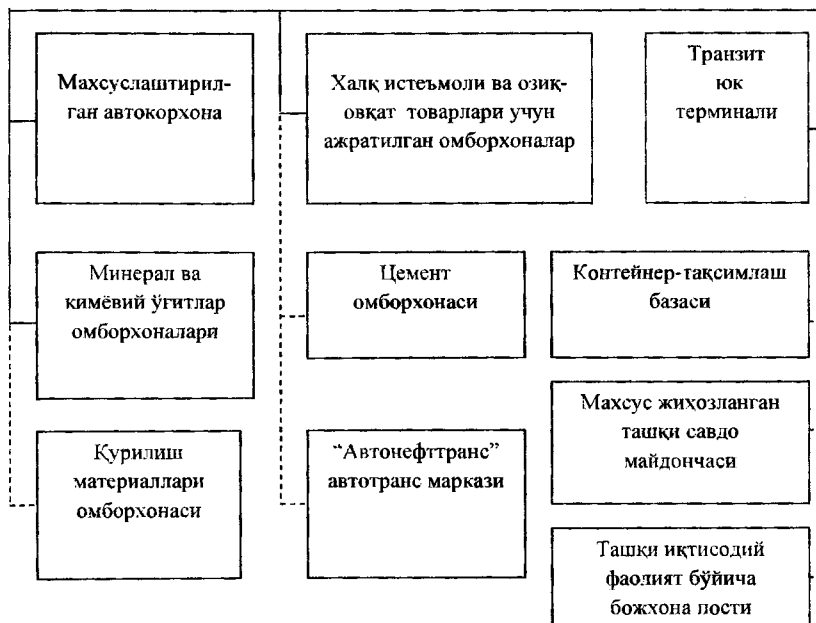 Махсуслаштирил-
ган автокорхона
Халқ истеъмоли ва озиқ-
овқат товарлари учун
ажратилган омборхоналар
Транзит
юк
терминали
Минерал ва
кимёвий ўғитлар
омборхоналари
Цемент
омборхонаси
Контейнер-тақсимлаш
базаси
Махсус жиҳозланган
ташқи савдо
майдончаси
Қурилиш
материаллари
омборхонаси
“Автонефттранс”
автотранс маркази
Ташқи иқтисодий
фаолият бўйича
божхона пости